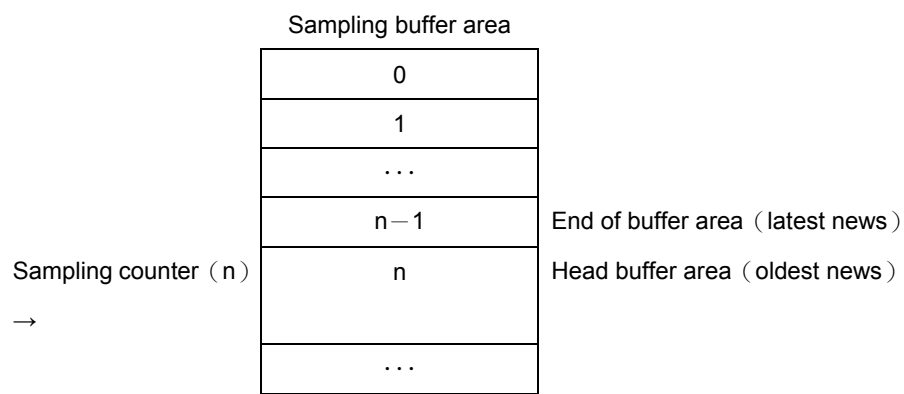 Sampling buffer area
0
1
···
n－1 End of buffer area（latest news）
Sampling counter（n） n Head buffer area（oldest news）
→
···